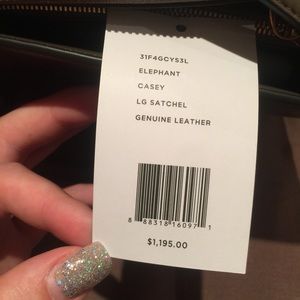 31F4GCYS3L
ELEPHANT
CASEY
LG SATCHEL
GENUINE LEATHER
8 88318 16097 1
$1,195.00